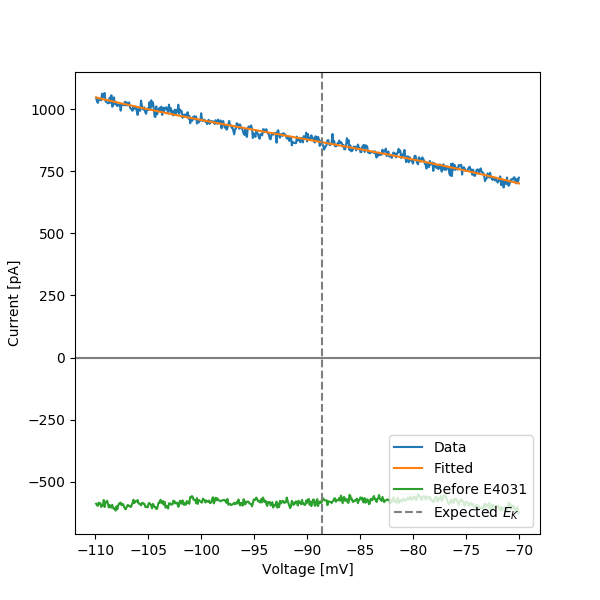 1000
750
500
250
0
−250
−500
Current [pA]
Data
Fitted
Before E4031
Expected E_K
−110 −105 −100 −95 −90 −85 −80 −75 −70
Voltage [mV]